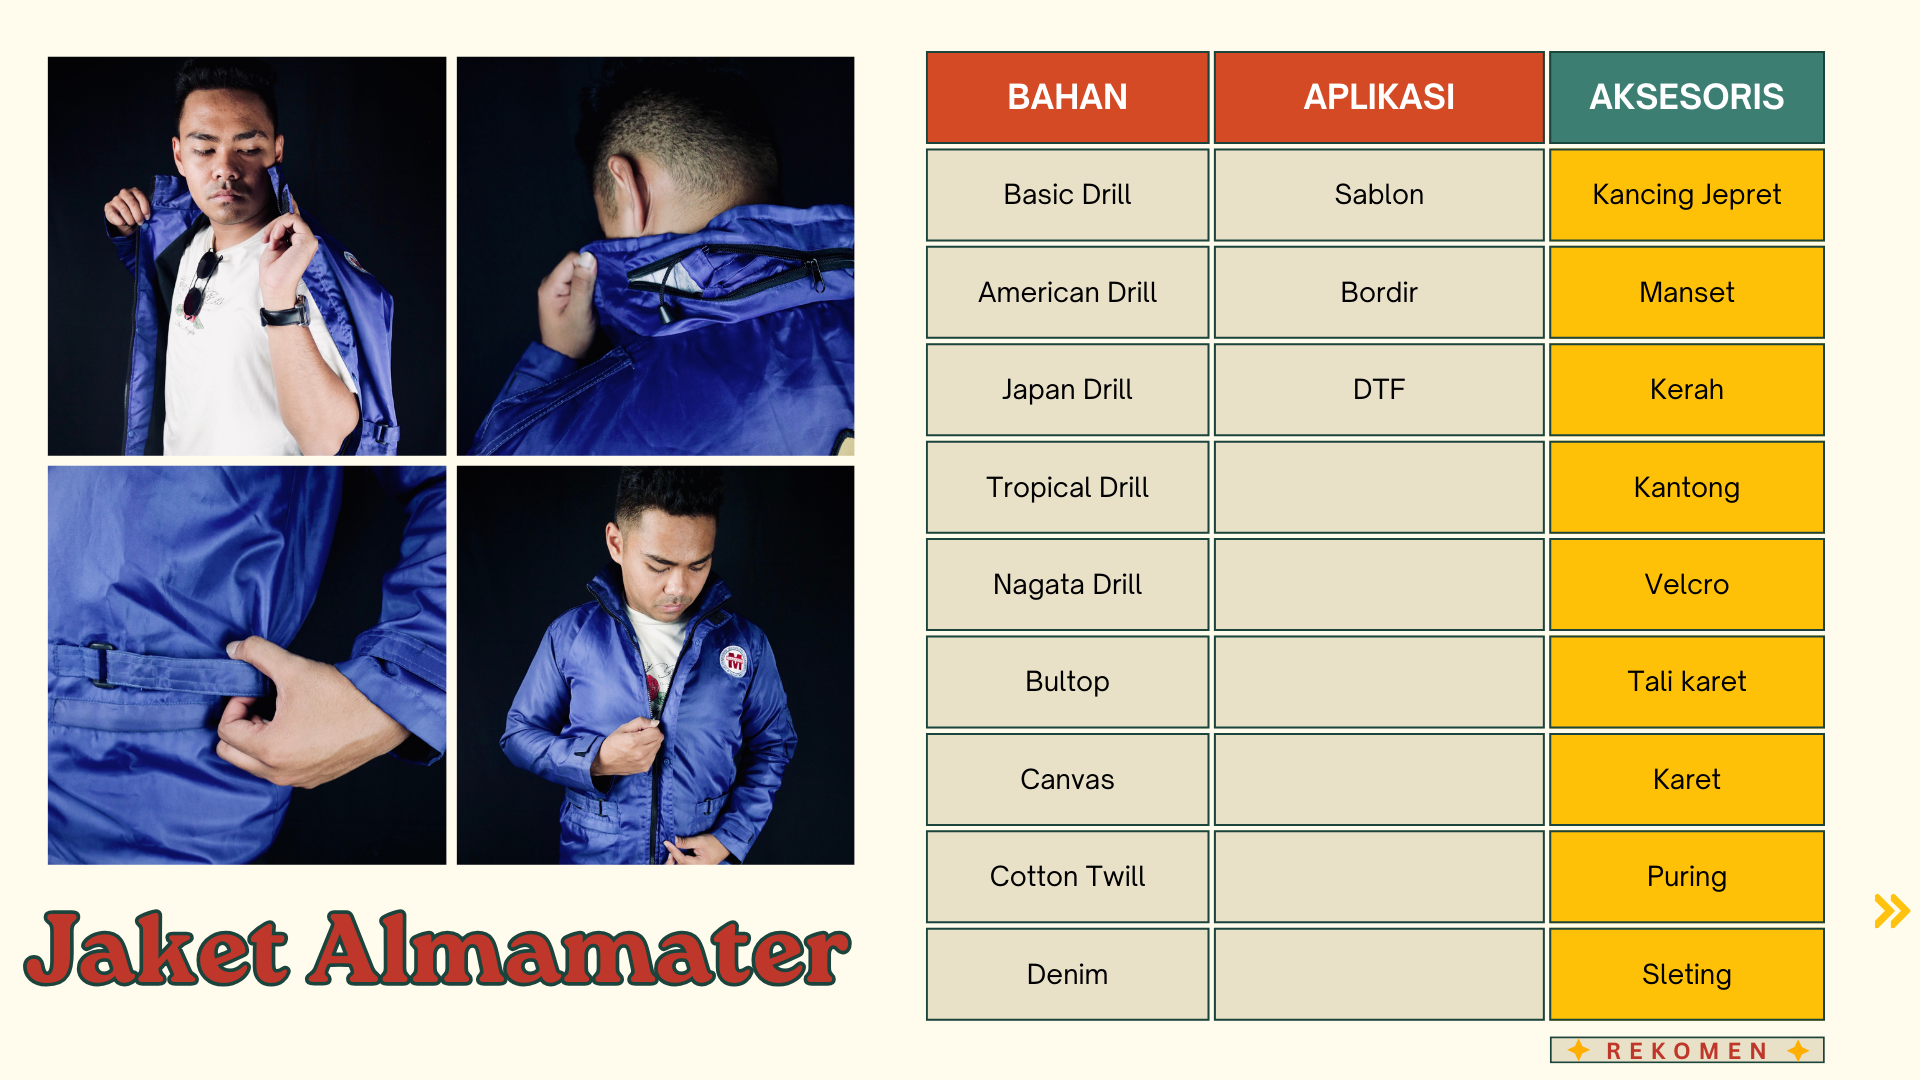 BAHAN APLIKASI AKSESORIS
Basic Drill Sablon Kancing Jepret
American Drill Bordir Manset
Japan Drill DTF Kerah
Tropical Drill Kantong
Nagata Drill Velcro
Bultop Tali karet
Canvas Karet
Cotton Twill Puring
Denim Sleting
Jaket Almamater
REKOMEN